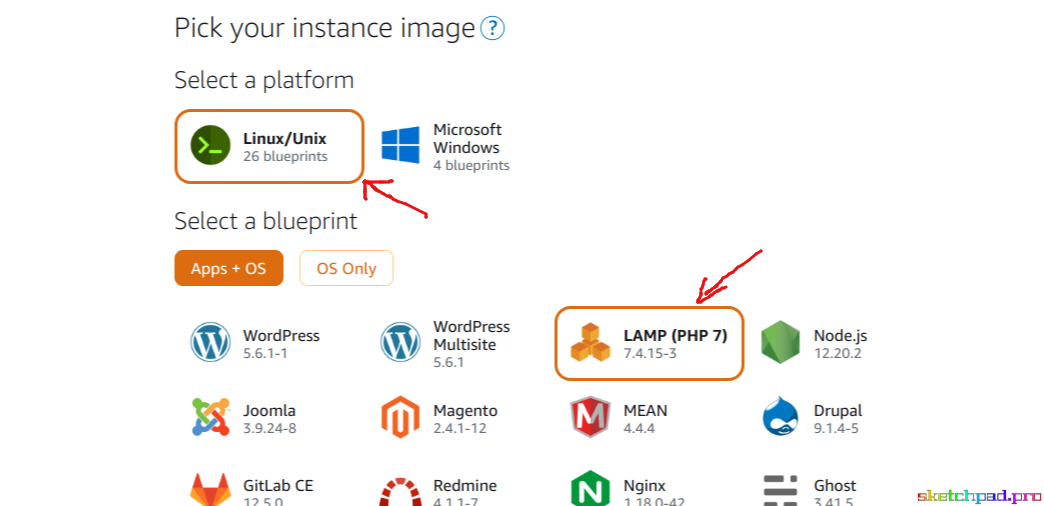 Pick your instance image ?
Select a platform
Linux/Unix
26 blueprints
Microsoft
Windows
4 blueprints
Select a blueprint
Apps + OS
OS Only
WordPress
5.6.1-1
WordPress
Multisite
5.6.1
LAMP (PHP 7)
7.4.15-3
Node.js
12.20.2
Joomla
3.9.24-8
Magento
2.4.1-12
MEAN
4.4.4
Drupal
9.1.4-5
GitLab CE
12.5.0
Redmine
4.1.1-7
Nginx
1.18.0-42
Ghost
3.41.5
sketchpad.pro